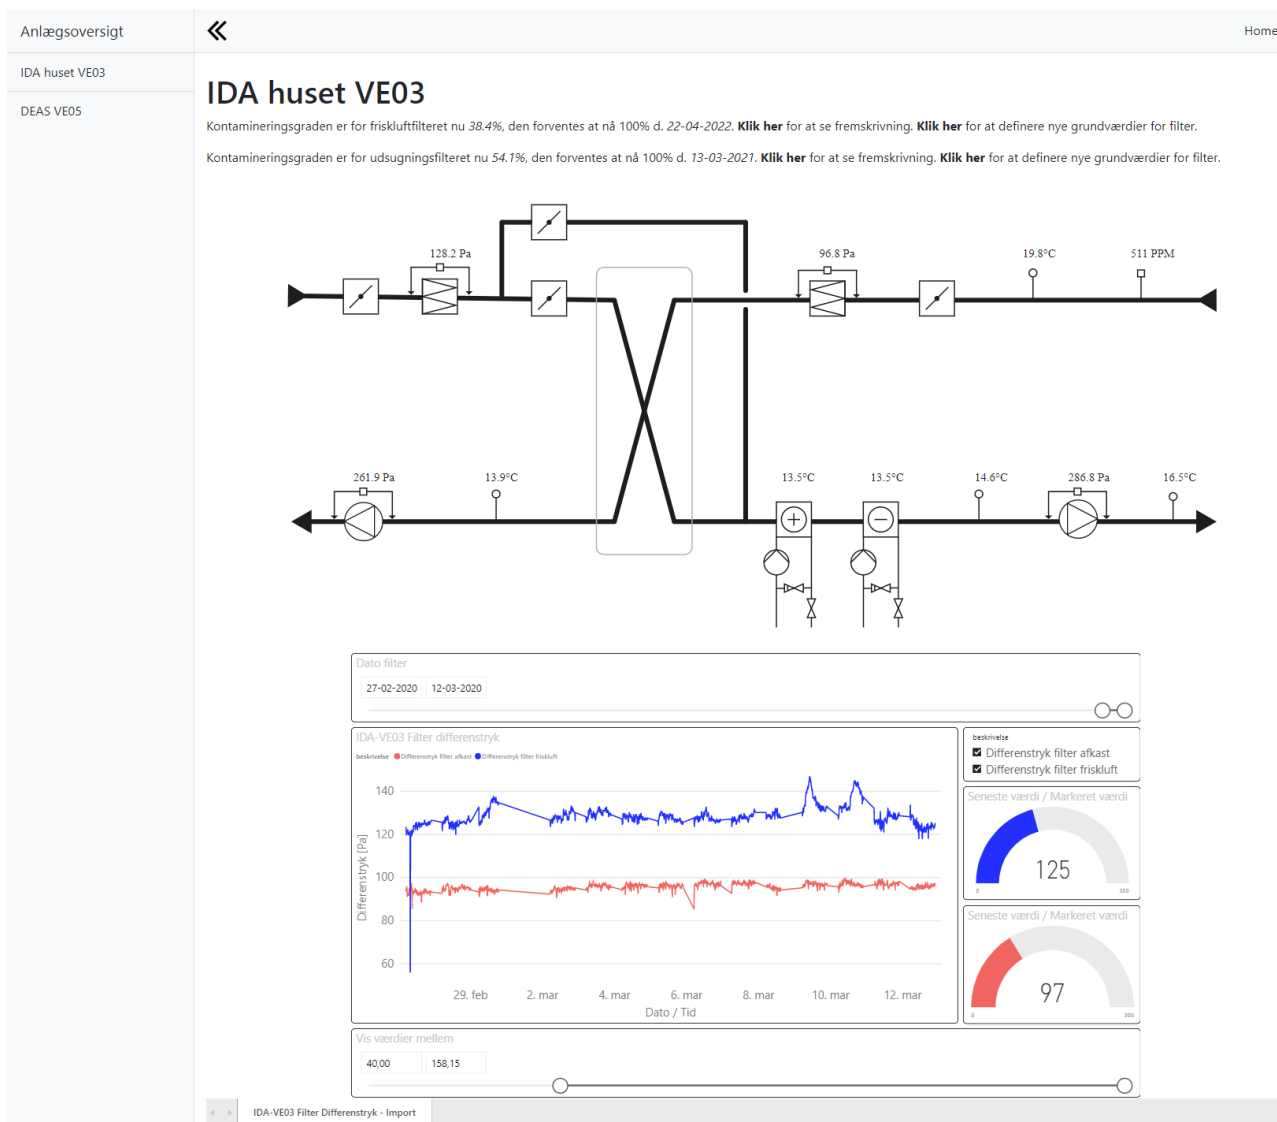 Anlægsoversigt
Home
IDA huset VE03
DEAS VE05
IDA huset VE03
Kontamineringsgraden er for friskluftfilteret nu 38.4%, den forventes at nå 100% d. 22-04-2022. Klik her for at se fremskrivning. Klik her for at definere nye grundværdier for filter.
Kontamineringsgraden er for udsugningsfilteret nu 54.1%, den forventes at nå 100% d. 13-03-2021. Klik her for at se fremskrivning. Klik her for at definere nye grundværdier for filter.
128.2 Pa
96.8 Pa
19.8°C
511 PPM
261.9 Pa
13.9°C
13.5°C
13.5°C
14.6°C
286.8 Pa
16.5°C
Dato filter
27-02-2020 12-03-2020
IDA-VE03 Filter differenstryk
beskrivelse Differenstryk filter afkast Differenstryk filter friskluft
140
120
100
80
60
Differenstryk [Pa]
29. feb 2. mar 4. mar 6. mar 8. mar 10. mar 12. mar
Dato / Tid
beskrivelse
Differenstryk filter afkast
Differenstryk filter friskluft
Seneste værdi / Markeret værdi
125
0 300
Seneste værdi / Markeret værdi
97
0 300
Vis værdier mellem
40,00 158,15
IDA-VE03 Filter Differenstryk - Import